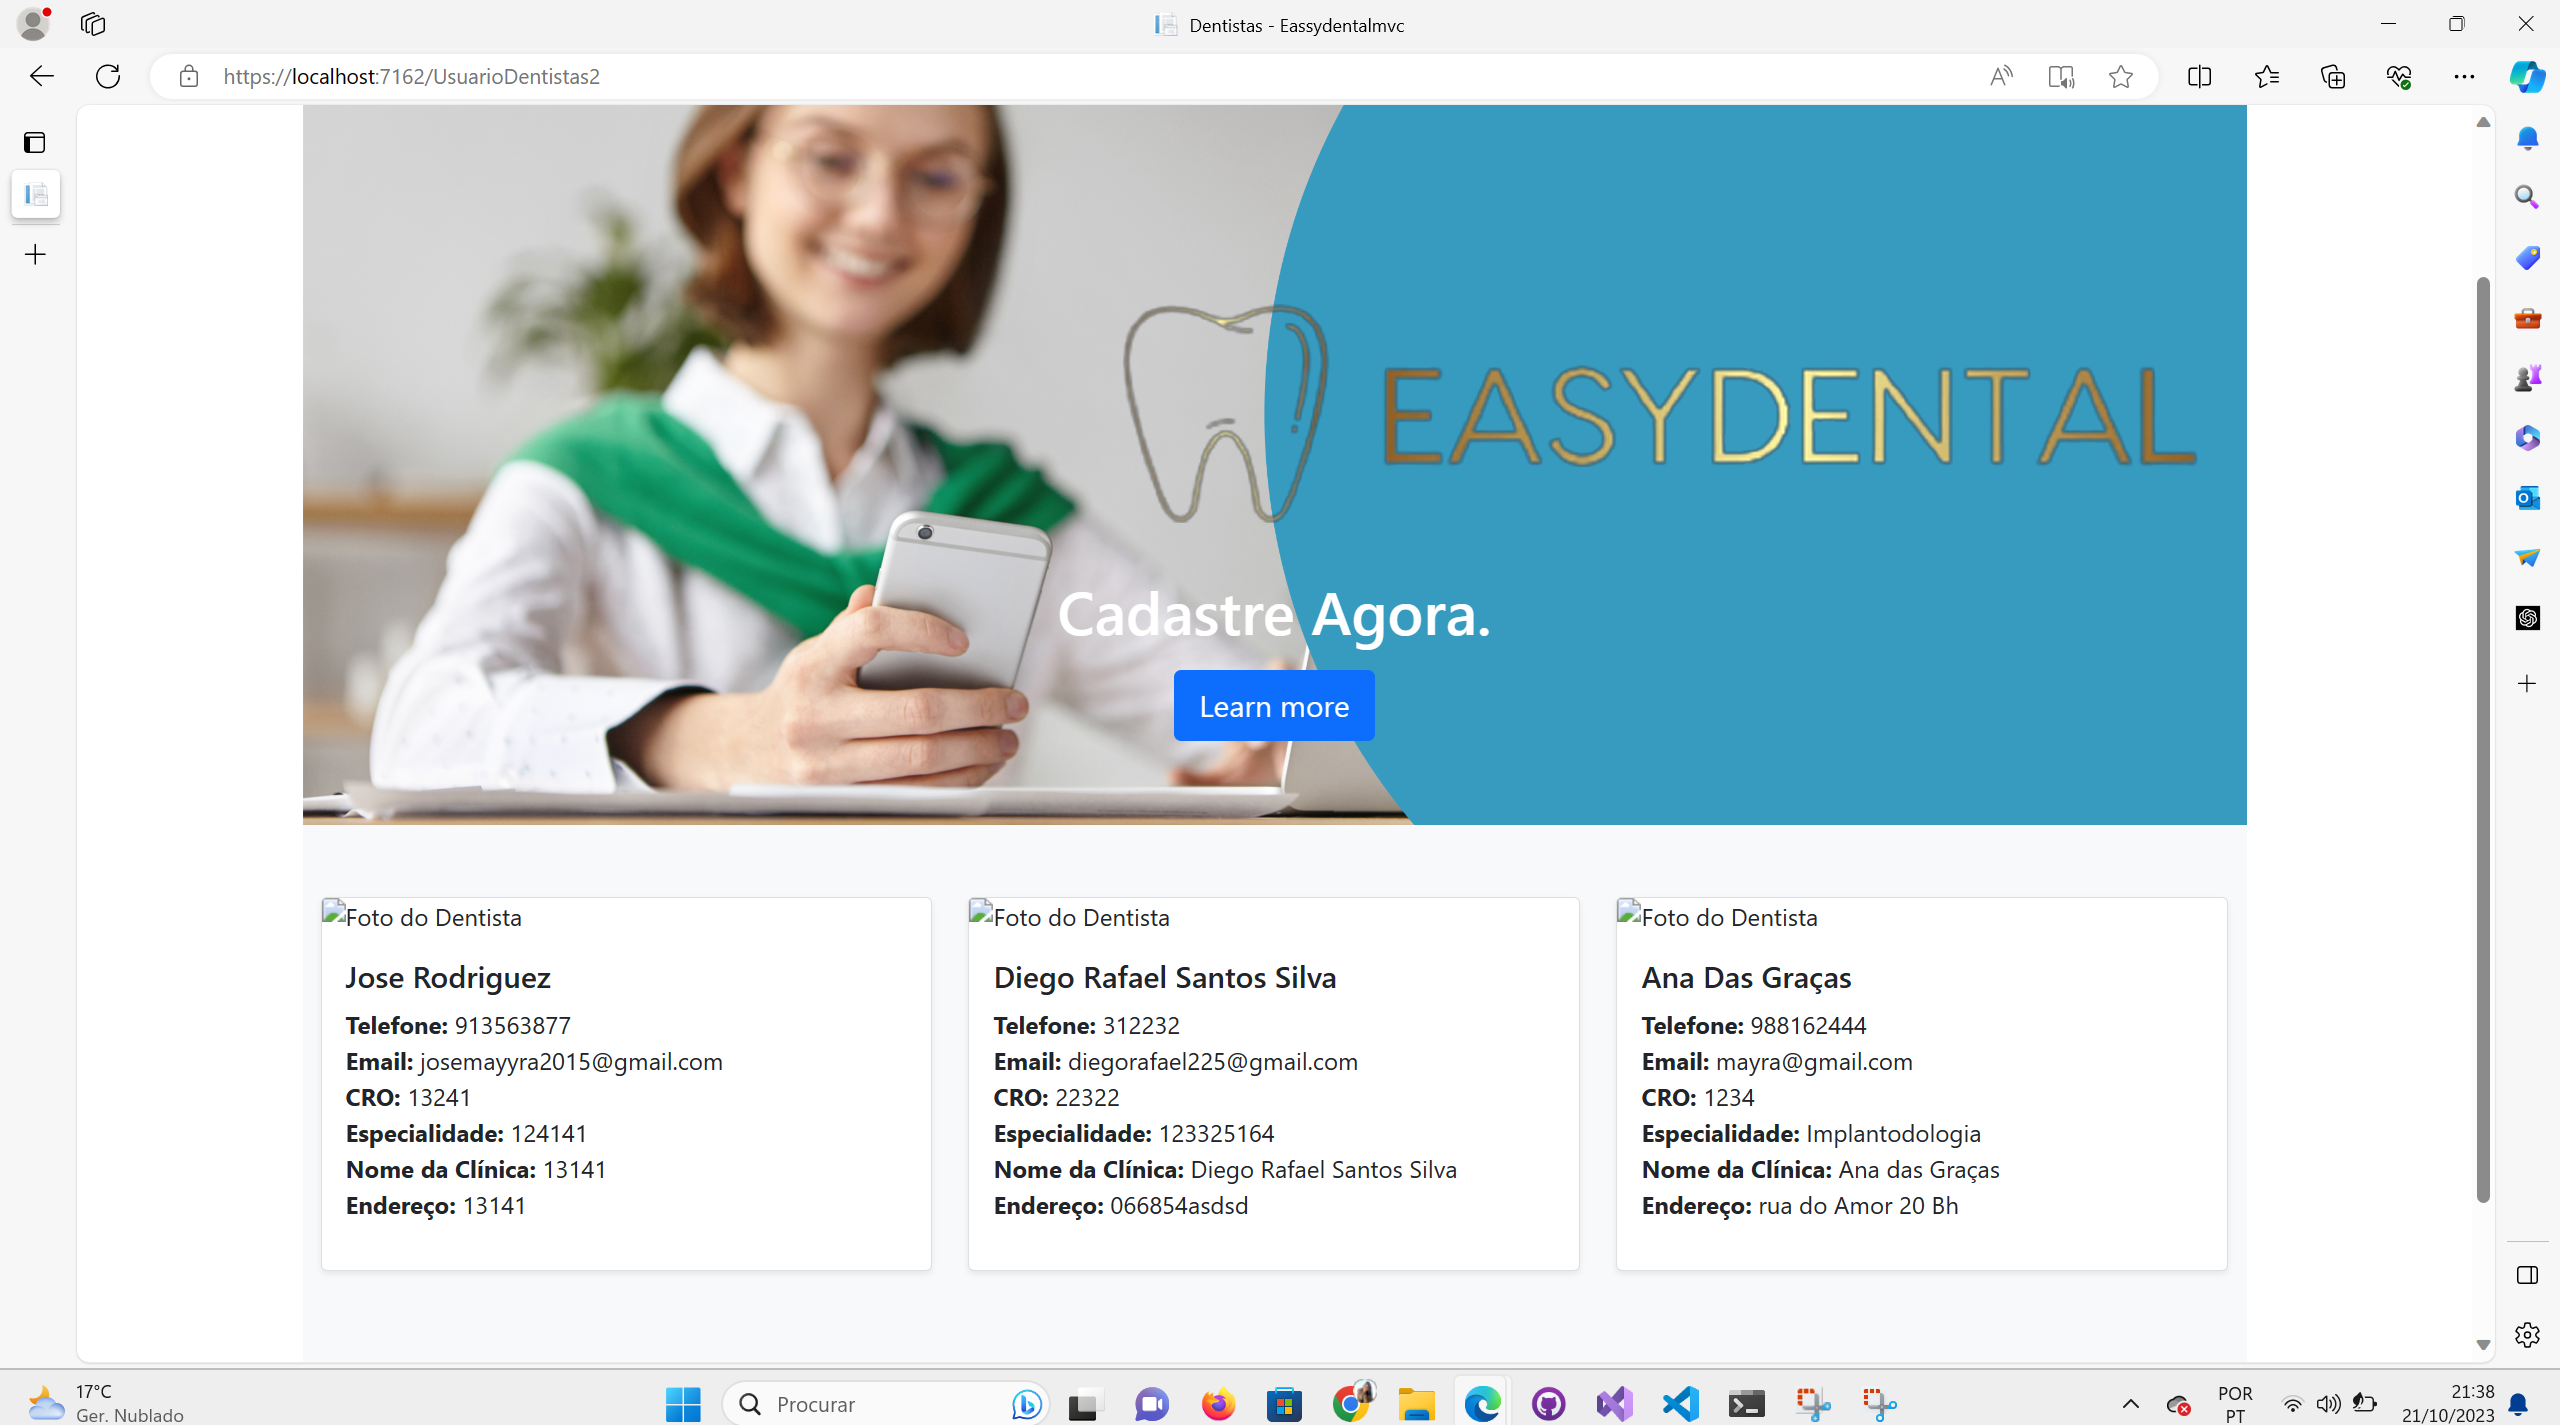 Dentistas - Eassydentalmvc
https://localhost:7162/UsuarioDentistas2
EASYDENTAL
Cadastre Agora.
Learn more
Foto do Dentista
Jose Rodriguez
Telefone: 913563877
Email: josemayyra2015@gmail.com
CRO: 13241
Especialidade: 124141
Nome da Clínica: 13141
Endereço: 13141
Foto do Dentista
Diego Rafael Santos Silva
Telefone: 312232
Email: diegorafael225@gmail.com
CRO: 22322
Especialidade: 123325164
Nome da Clínica: Diego Rafael Santos Silva
Endereço: 066854asdsd
Foto do Dentista
Ana Das Graças
Telefone: 988162444
Email: mayra@gmail.com
CRO: 1234
Especialidade: Implantodologia
Nome da Clínica: Ana das Graças
Endereço: rua do Amor 20 Bh
17°C
Ger. Nublado
Procurar
POR
PT
21:38
21/10/2023